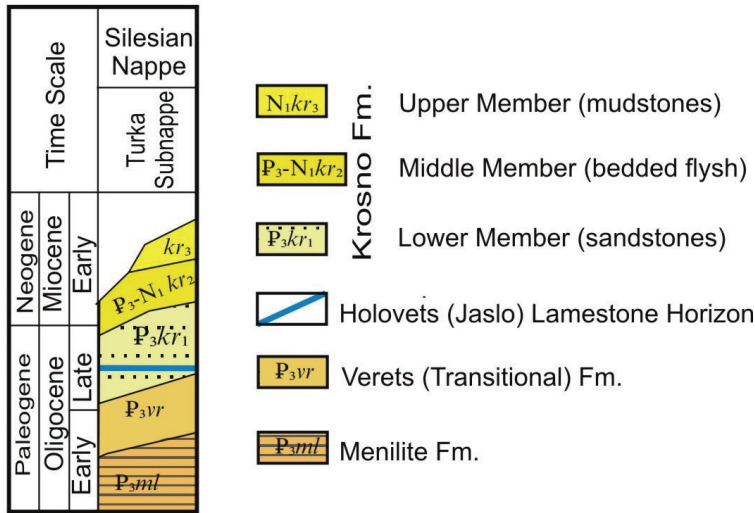 Time Scale
Silesian
Nappe
Turka
Subnappe
Neogene
Miocene
Early
Paleogene
Oligocene
Late
Early
kr₃
₽₃-N₁ kr₂
₽₃kr₁
₽₃vr
₽₃ml
Krosno Fm.
N₁kr₃ Upper Member (mudstones)
₽₃-N₁kr₂ Middle Member (bedded flysh)
₽₃kr₁ Lower Member (sandstones)
Holovets (Jaslo) Lamestone Horizon
₽₃vr Verets (Transitional) Fm.
₽₃ml Menilite Fm.